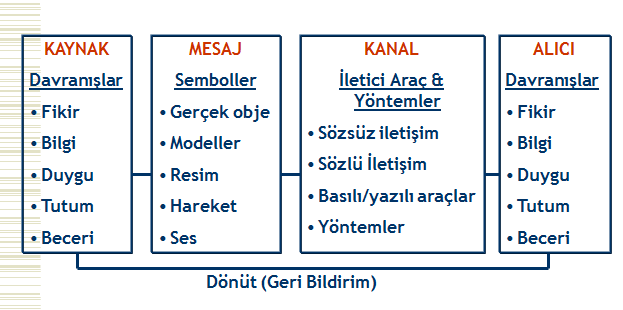 KAYNAK
Davranışlar
• Fikir
• Bilgi
• Duygu
• Tutum
• Beceri
MESAJ
Semboller
• Gerçek obje
• Modeller
• Resim
• Hareket
• Ses
KANAL
İletici Araç &
Yöntemler
• Sözsüz iletişim
• Sözlü İletişim
• Basılı/yazılı araçlar
• Yöntemler
ALICI
Davranışlar
• Fikir
• Bilgi
• Duygu
• Tutum
• Beceri
Dönüt (Geri Bildirim)